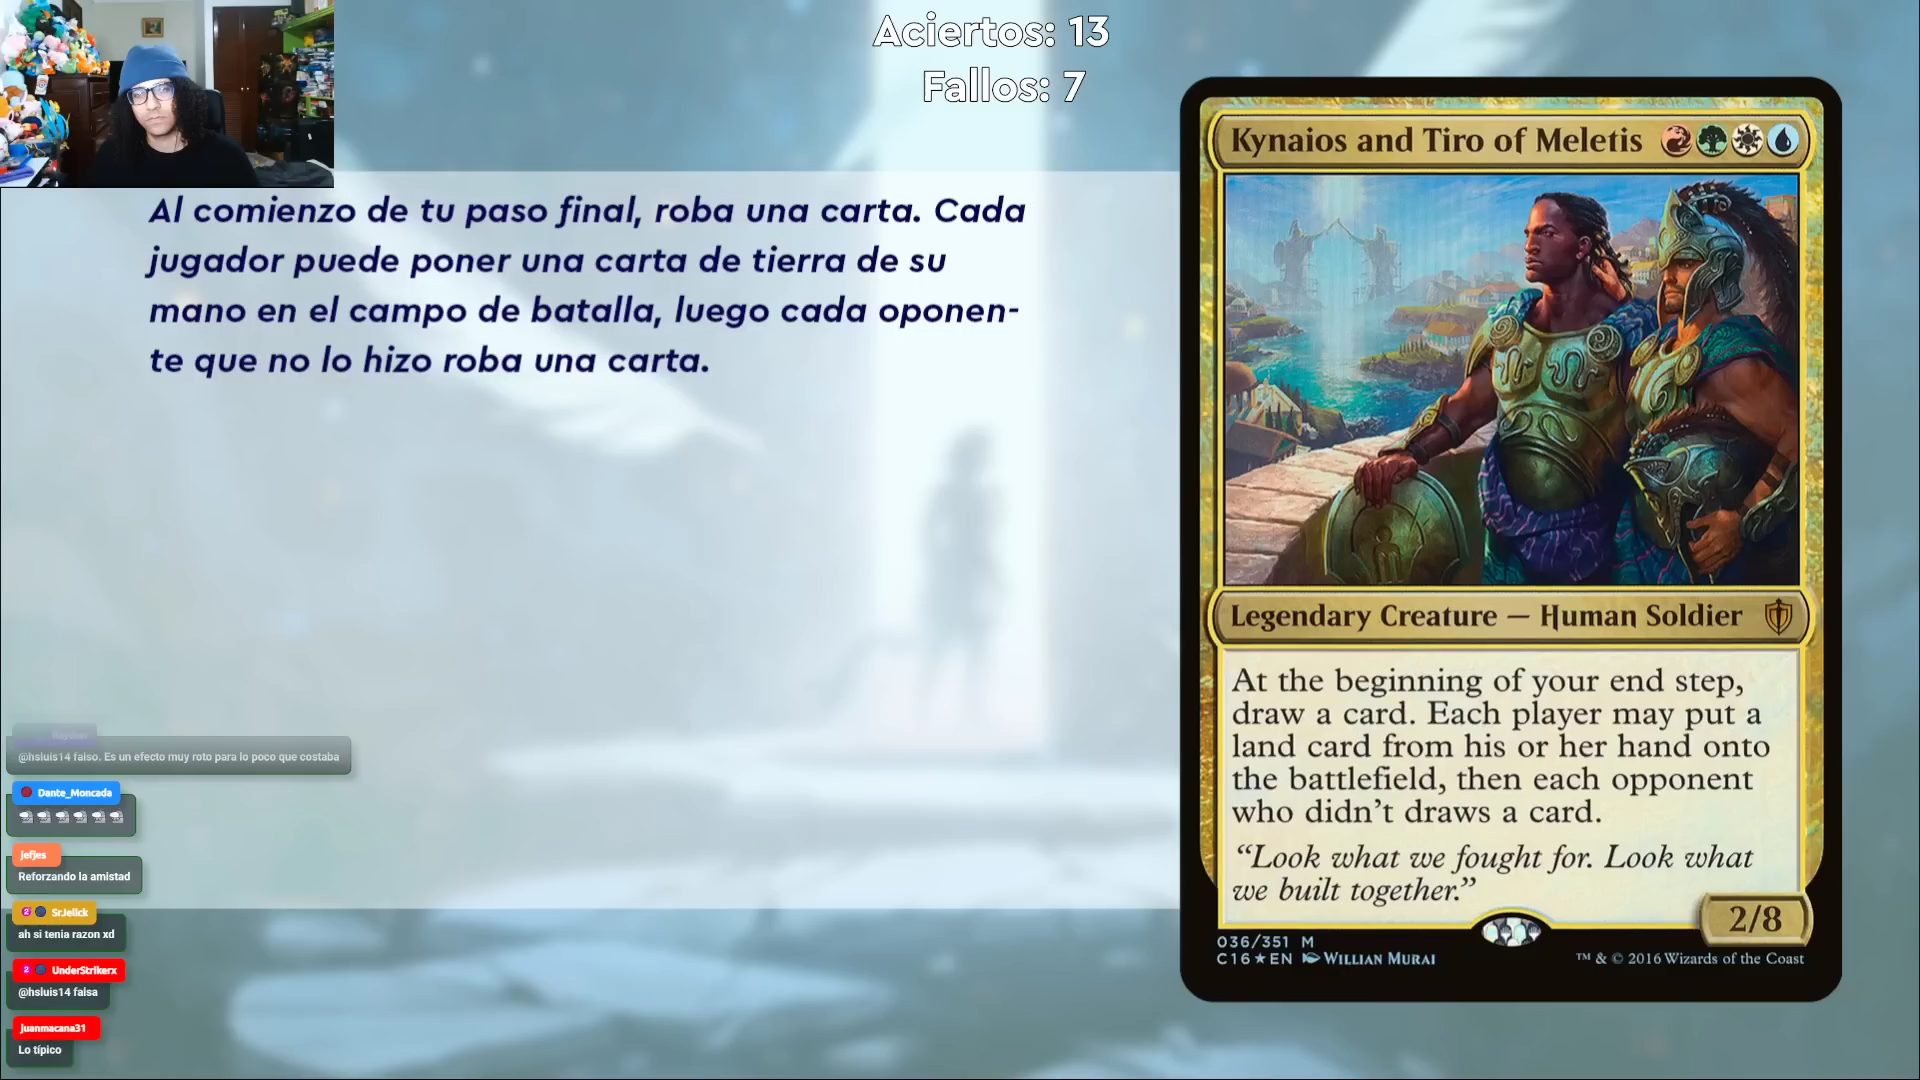 Aciertos: 13
Fallos: 7
Al comienzo de tu paso final, roba una carta. Cada
jugador puede poner una carta de tierra de su
mano en el campo de batalla, luego cada oponen-
te que no lo hizo roba una carta.
Kynaios and Tiro of Meletis
Legendary Creature — Human Soldier
At the beginning of your end step,
draw a card. Each player may put a
land card from his or her hand onto
the battlefield, then each opponent
who didn't draws a card.
“Look what we fought for. Look what
we built together.”
2/8
036/351 M
C16★EN WILLIAN MURAI
™ & © 2016 Wizards of the Coast
@hsluis14 falso. Es un efecto muy roto para lo poco que costaba
Dante_Moncada
jefjes
Reforzando la amistad
2 SrJelick
ah si tenia razon xd
2 UnderStrikerx
@hsluis14 falsa
Juanmacana31
Lo típico